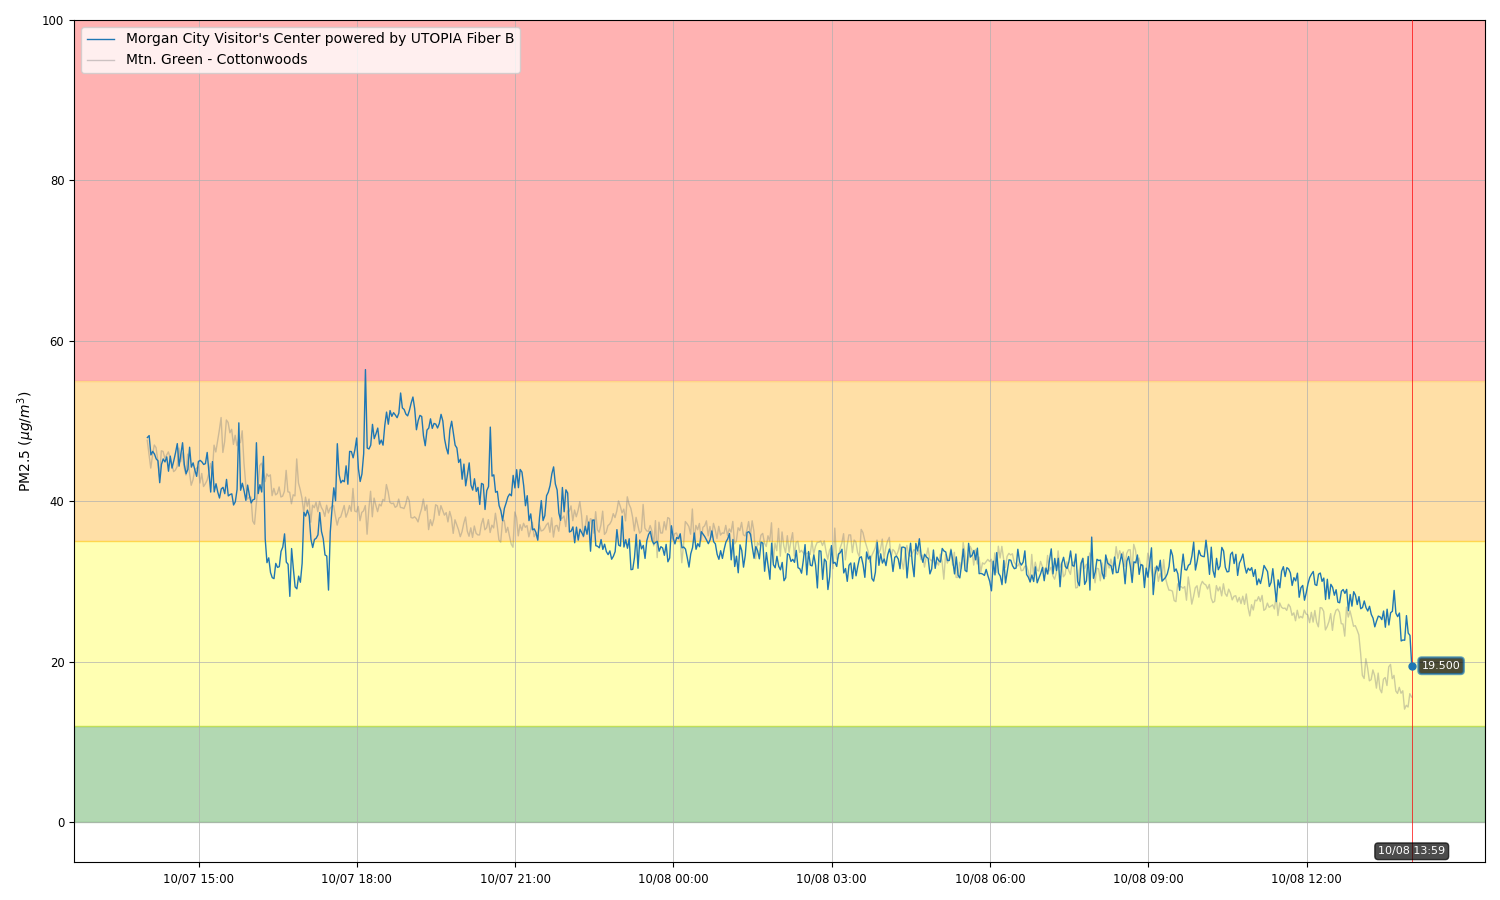 100
Morgan City Visitor's Center powered by UTOPIA Fiber B
Mtn. Green - Cottonwoods
80
60
PM2.5 (μg/m³)
40
20
19.500
0
10/08 13:59
10/07 15:00 10/07 18:00 10/07 21:00 10/08 00:00 10/08 03:00 10/08 06:00 10/08 09:00 10/08 12:00